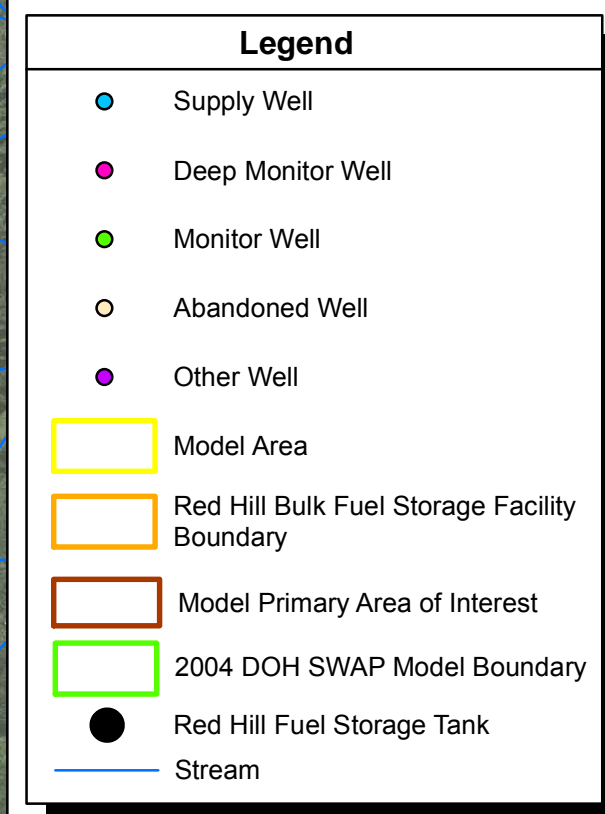 Legend
Supply Well
Deep Monitor Well
Monitor Well
Abandoned Well
Other Well
Model Area
Red Hill Bulk Fuel Storage Facility
Boundary
Model Primary Area of Interest
2004 DOH SWAP Model Boundary
Red Hill Fuel Storage Tank
Stream